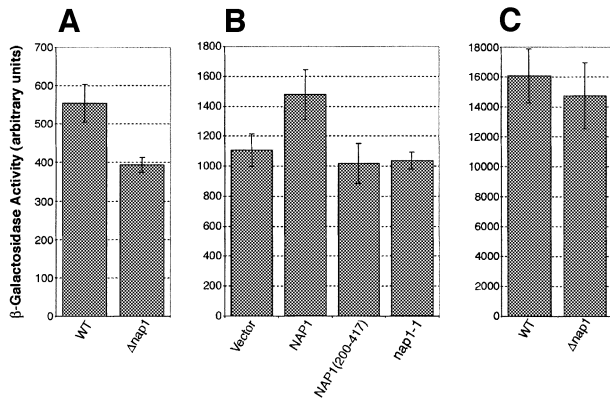 A
B
C
β-Galactosidase Activity (arbitrary units)
700
600
500
400
300
200
100
0
WT
Δnap1
1800
1600
1400
1200
1000
800
600
400
200
0
Vector
NAP1
NAP1(200-417)
nap1-1
18000
16000
14000
12000
10000
8000
6000
4000
2000
0
WT
Δnap1